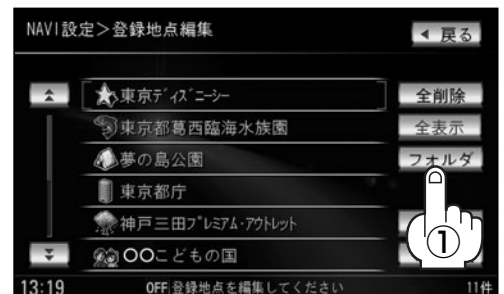 NAVI設定＞登録地点編集
◀ 戻る
東京ﾃﾞｨｽﾞﾆｰｼｰ
全削除
東京都葛西臨海水族園
全表示
夢の島公園
フォルダ
東京都庁
神戸三田ﾌﾟﾚﾐｱﾑ･ｱｳﾄﾚｯﾄ
①
〇〇こどもの国
13:19 OFF 登録地点を編集してください 11件